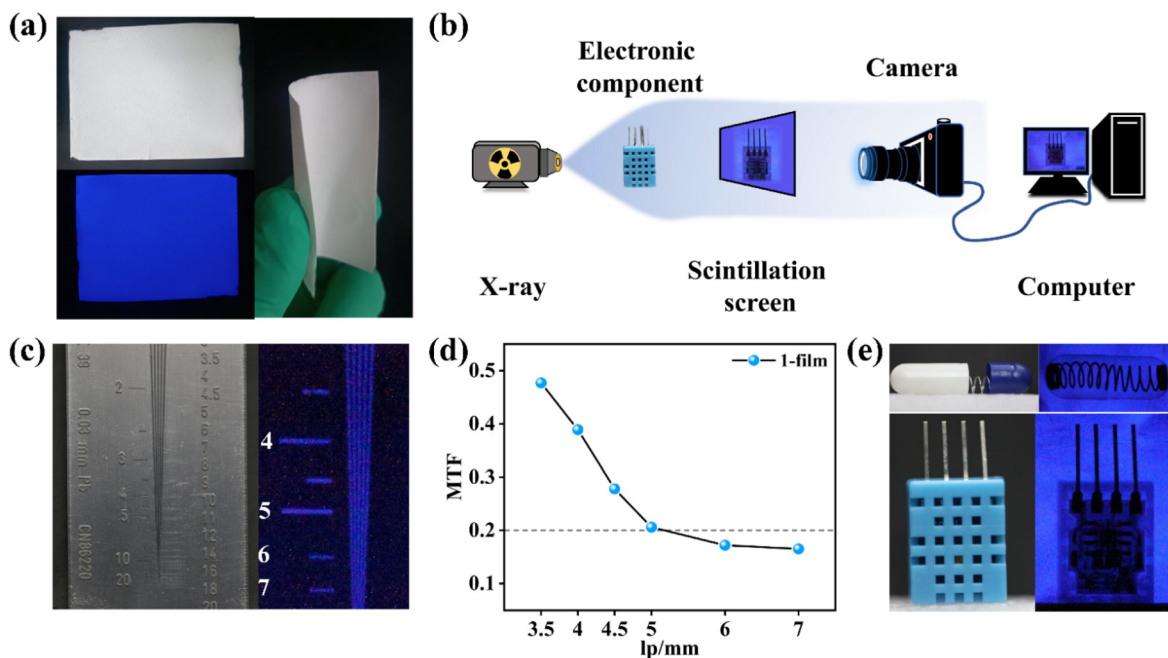 (a)
(b)
Electronic
component
Camera
X-ray
Scintillation
screen
Computer
(c)
2
3
4
5
10
20
0.03 mm Pb
CN86220
3.5
4
4.5
5
6
7
8
9
10
11
12
14
16
18
20
4
5
6
7
(d)
1-film
MTF
0.5
0.4
0.3
0.2
0.1
3.5
4
4.5
5
6
7
lp/mm
(e)